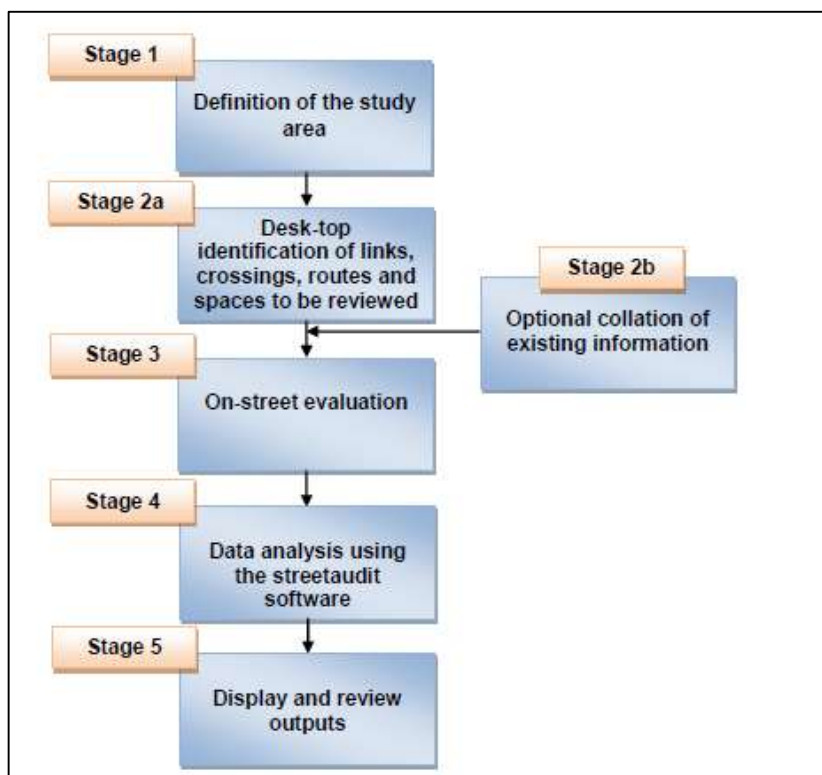 Stage 1
Definition of the study
area
Stage 2a
Desk-top
identification of links,
crossings, routes and
spaces to be reviewed
Stage 2b
Optional collation of
existing information
Stage 3
On-street evaluation
Stage 4
Data analysis using
the streetaudit
software
Stage 5
Display and review
outputs